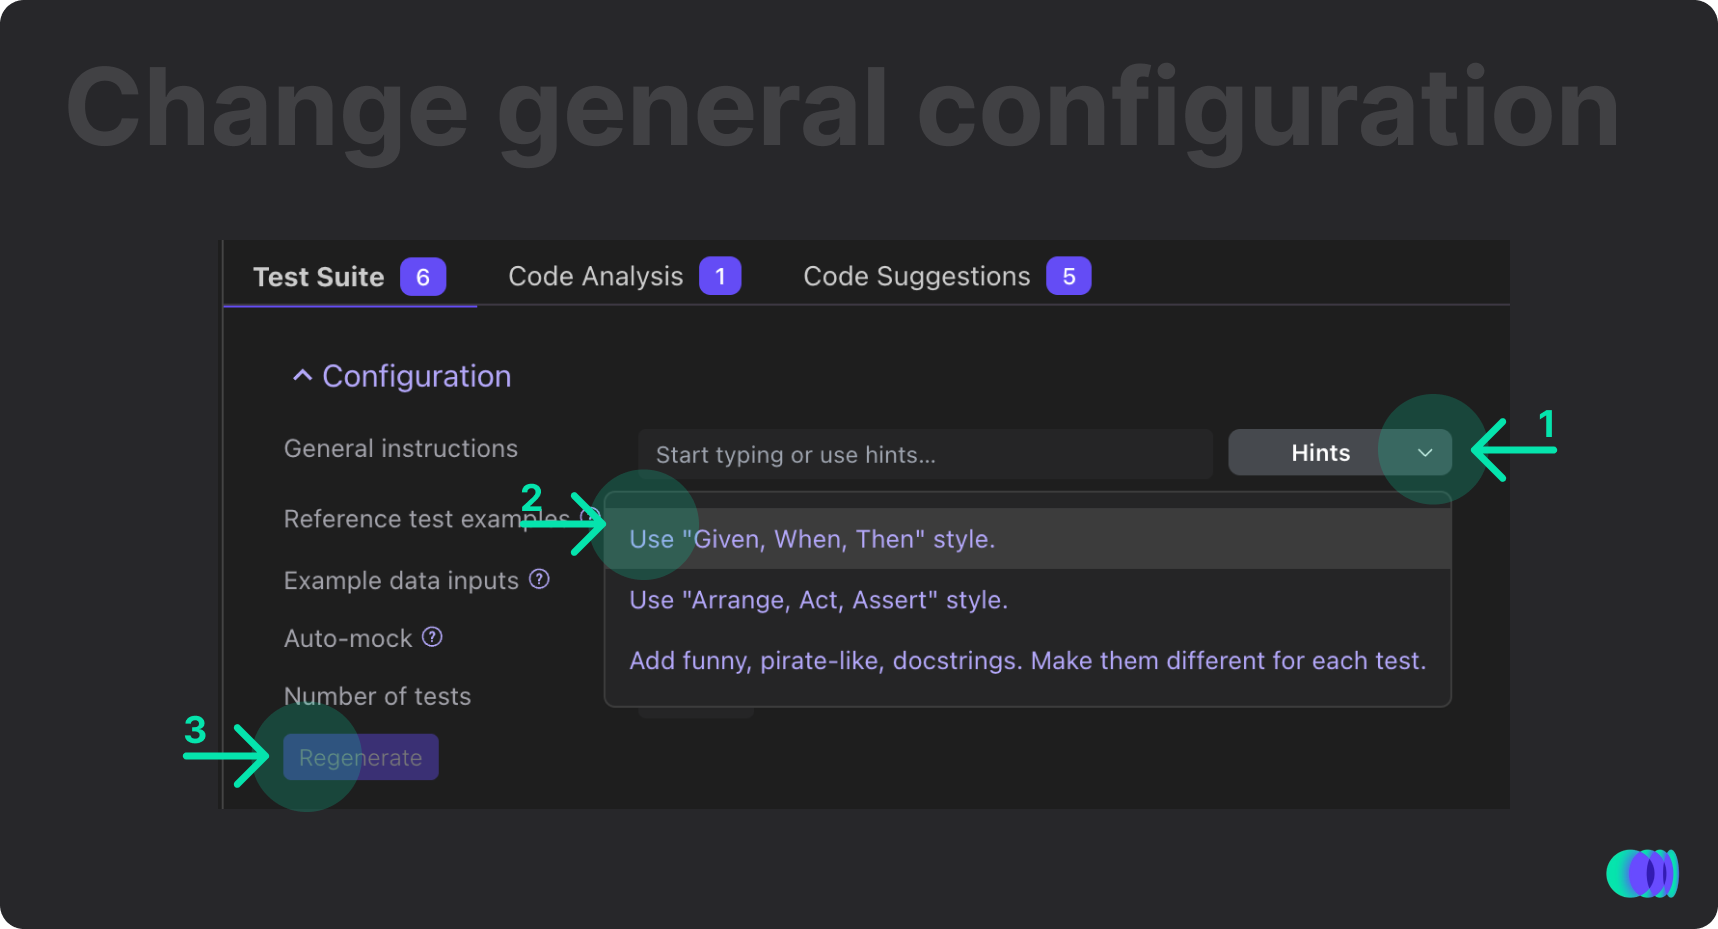 Change general configuration
Test Suite 6 Code Analysis 1 Code Suggestions 5
Configuration
General instructions Start typing or use hints... Hints 1
2
Reference test examples ?
Use "Given, When, Then" style.
Example data inputs ?
Use "Arrange, Act, Assert" style.
Auto-mock ?
Add funny, pirate-like, docstrings. Make them different for each test.
Number of tests
3
Regenerate